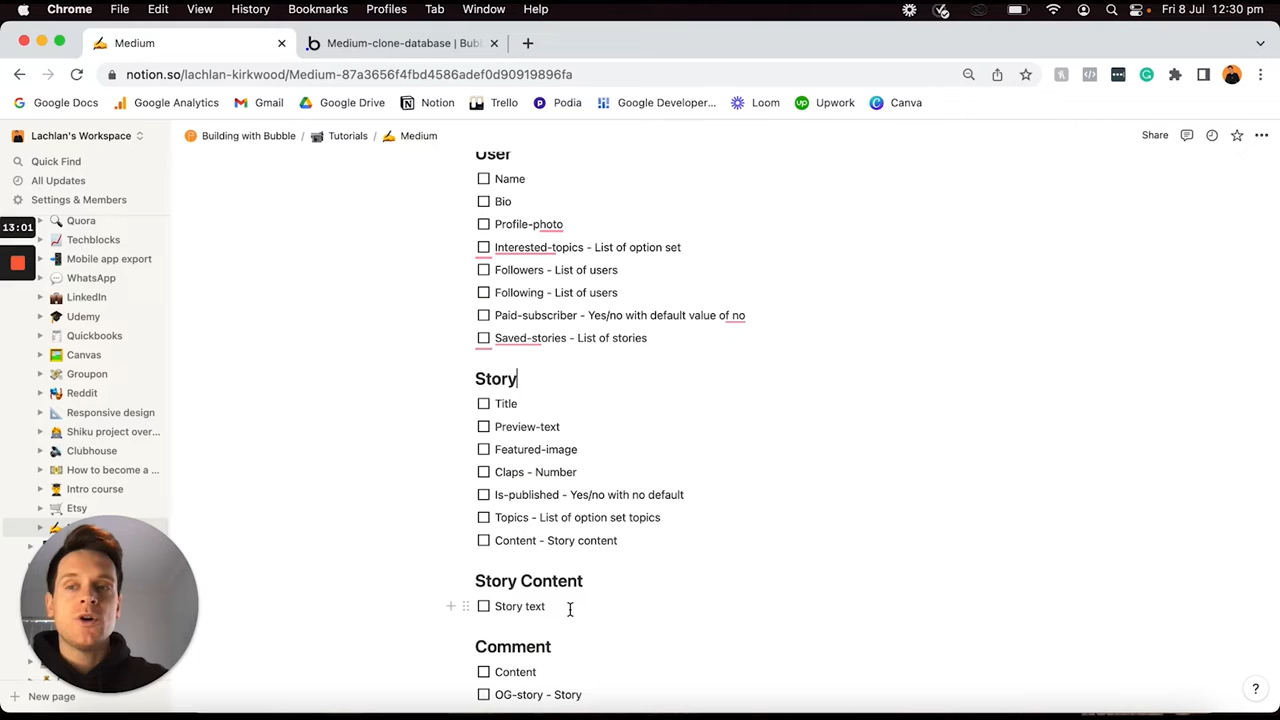 Chrome File Edit View History Bookmarks Profiles Tab Window Help Fri 8 Jul 12:30 pm
Medium Medium-clone-database | Bubl
notion.so/lachlan-kirkwood/Medium-87a3656f4fbd4586adef0d90919896fa
Google Docs Google Analytics Gmail Google Drive Notion Trello Podia Google Developer... Loom Upwork Canva
Lachlan's Workspace Building with Bubble / Tutorials / Medium Share
Quick Find
All Updates
Settings & Members
13:01
Quora
Techblocks
Mobile app export
WhatsApp
LinkedIn
Udemy
Quickbooks
Canvas
Groupon
Reddit
Responsive design
Shiku project over...
Clubhouse
How to become a ...
Intro course
Etsy
New page
User
Name
Bio
Profile-photo
Interested-topics - List of option set
Followers - List of users
Following - List of users
Paid-subscriber - Yes/no with default value of no
Saved-stories - List of stories
Story
Title
Preview-text
Featured-image
Claps - Number
Is-published - Yes/no with no default
Topics - List of option set topics
Content - Story content
Story Content
Story text
Comment
Content
OG-story - Story
?